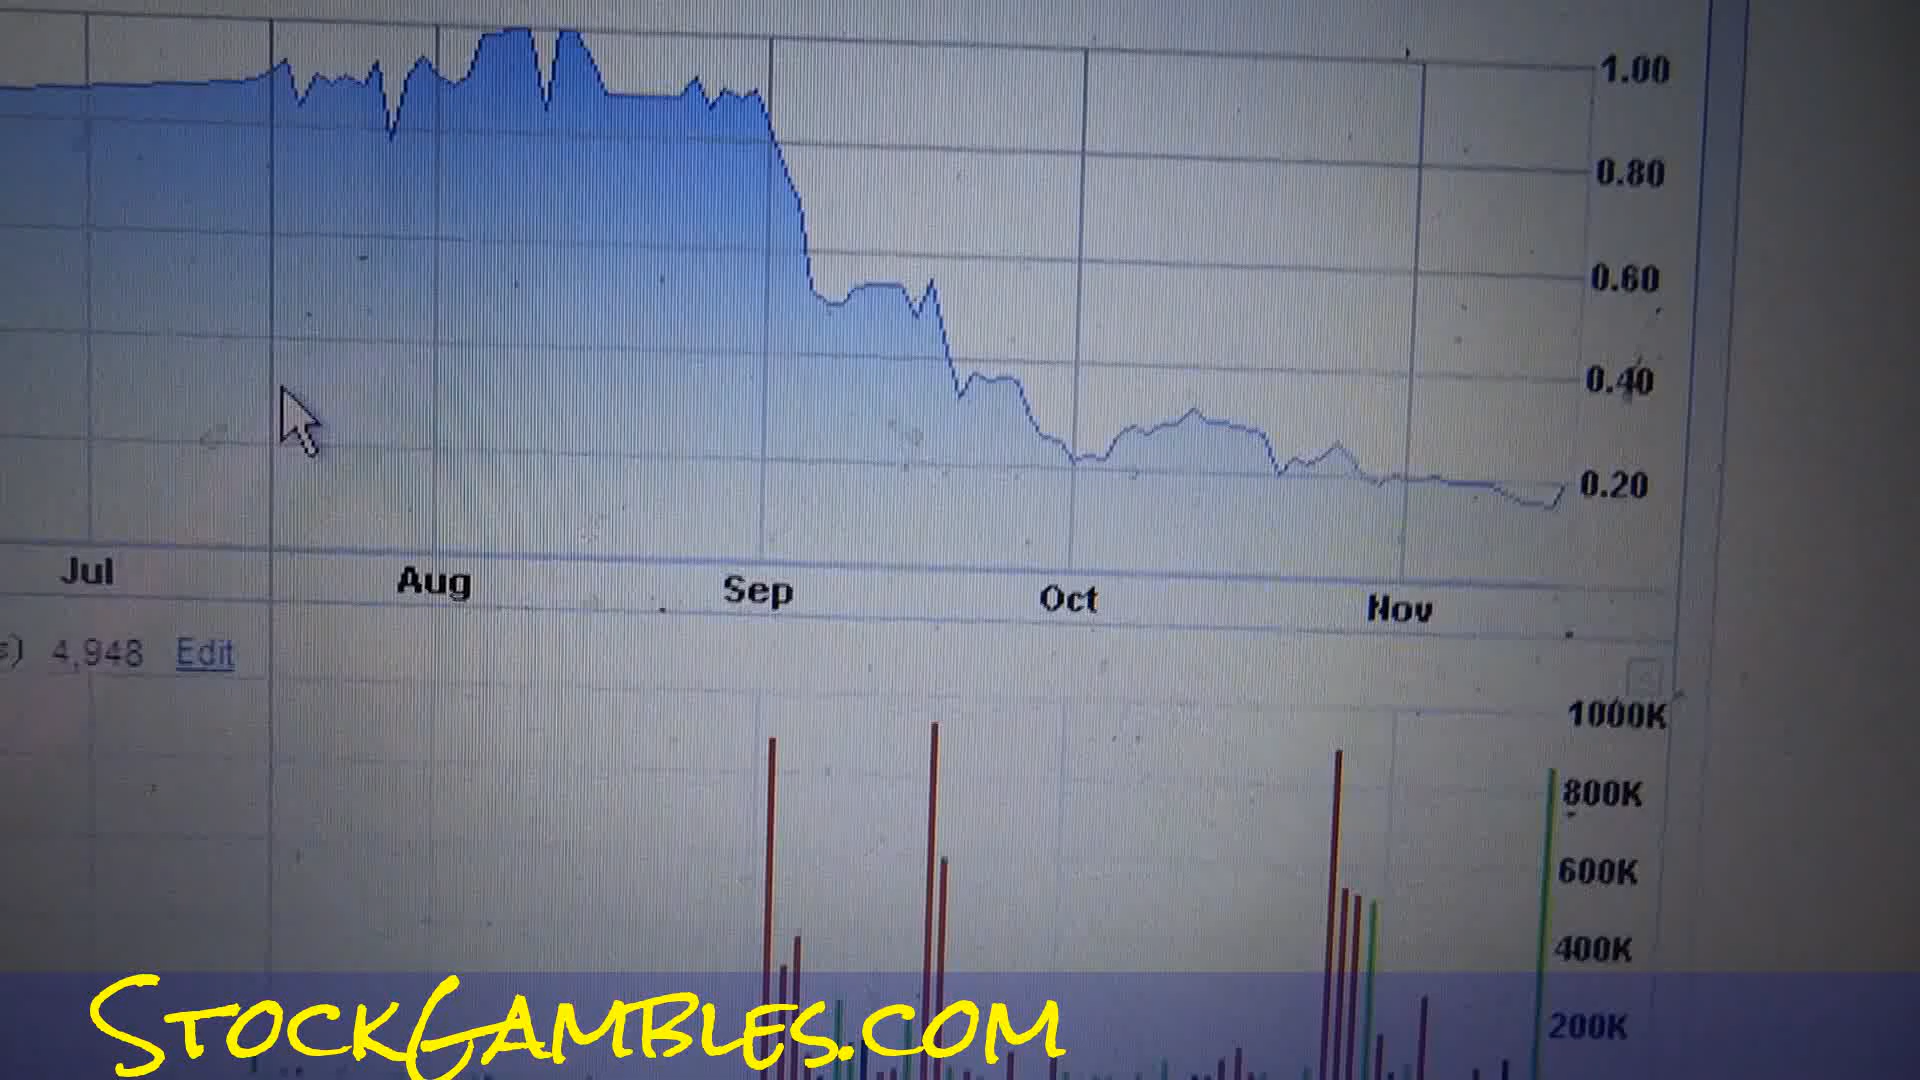 1.00
0.80
0.60
0.40
0.20
Jul Aug Sep Oct Nov
s) 4,948 Edit
1000K
800K
600K
400K
200K
STOCKGAMBLES.COM